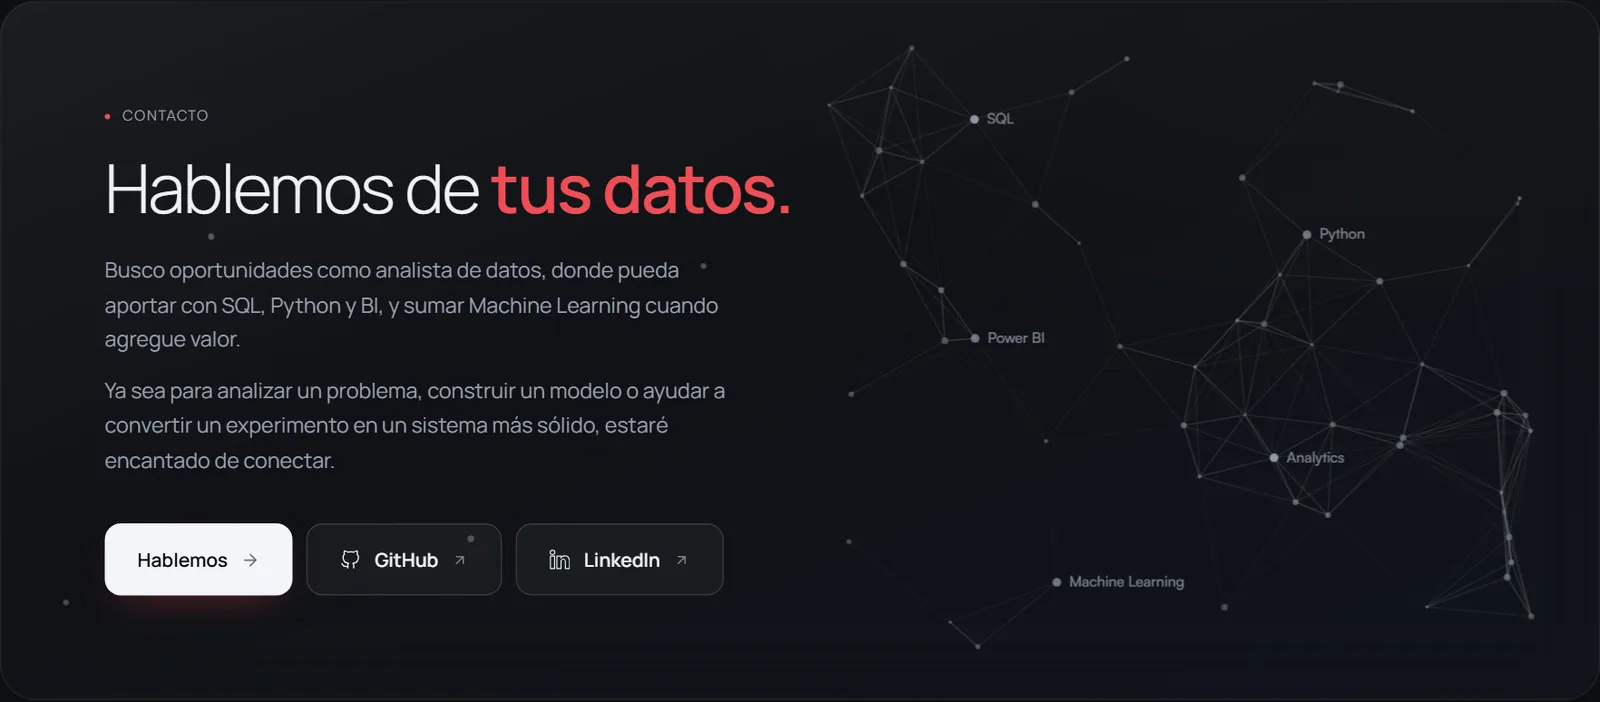 CONTACTO
Hablemos de tus datos.
Busco oportunidades como analista de datos, donde pueda
aportar con SQL, Python y BI, y sumar Machine Learning cuando
agregue valor.
Ya sea para analizar un problema, construir un modelo o ayudar a
convertir un experimento en un sistema más sólido, estaré
encantado de conectar.
Hablemos
GitHub
LinkedIn
SQL
Python
Power BI
Analytics
Machine Learning